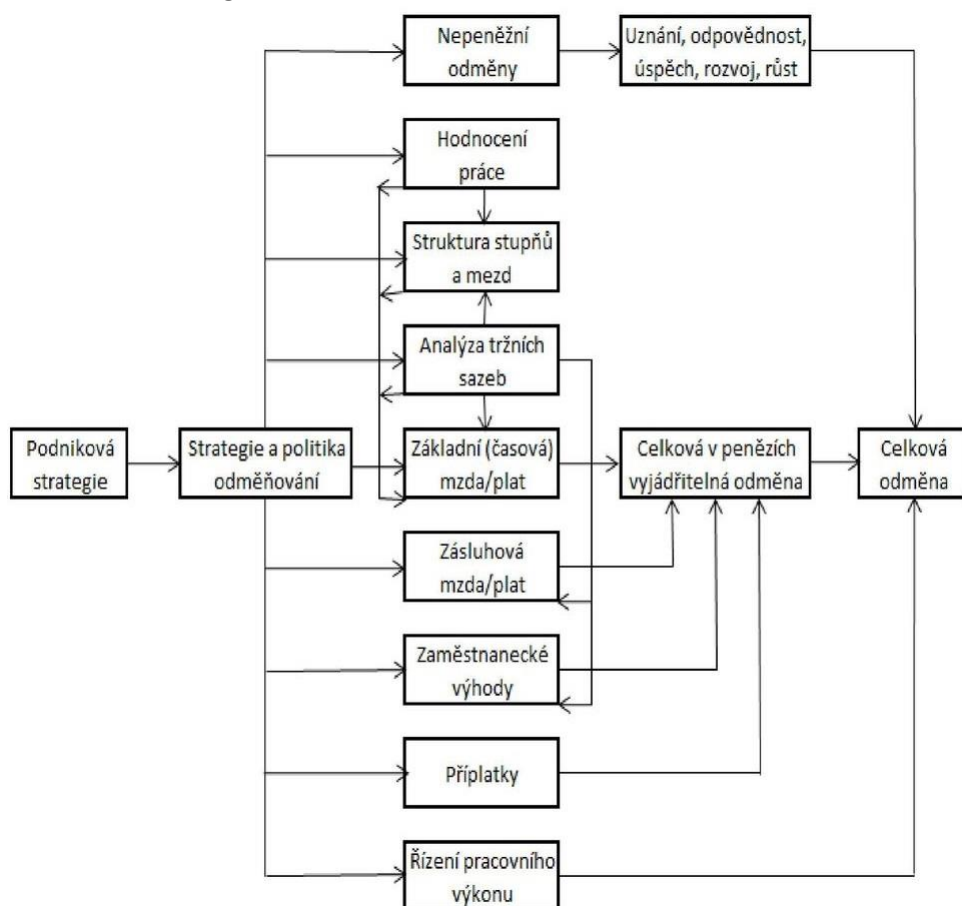 Nepeněžní
odměny
Uznání, odpovědnost,
úspěch, rozvoj, růst
Hodnocení
práce
Struktura stupňů
a mezd
Analýza tržních
sazeb
Podniková
strategie
Strategie a politika
odměňování
Základní (časová)
mzda/plat
Celková v penězích
vyjádřitelná odměna
Celková
odměna
Zásluhová
mzda/plat
Zaměstnanecké
výhody
Příplatky
Řízení pracovního
výkonu